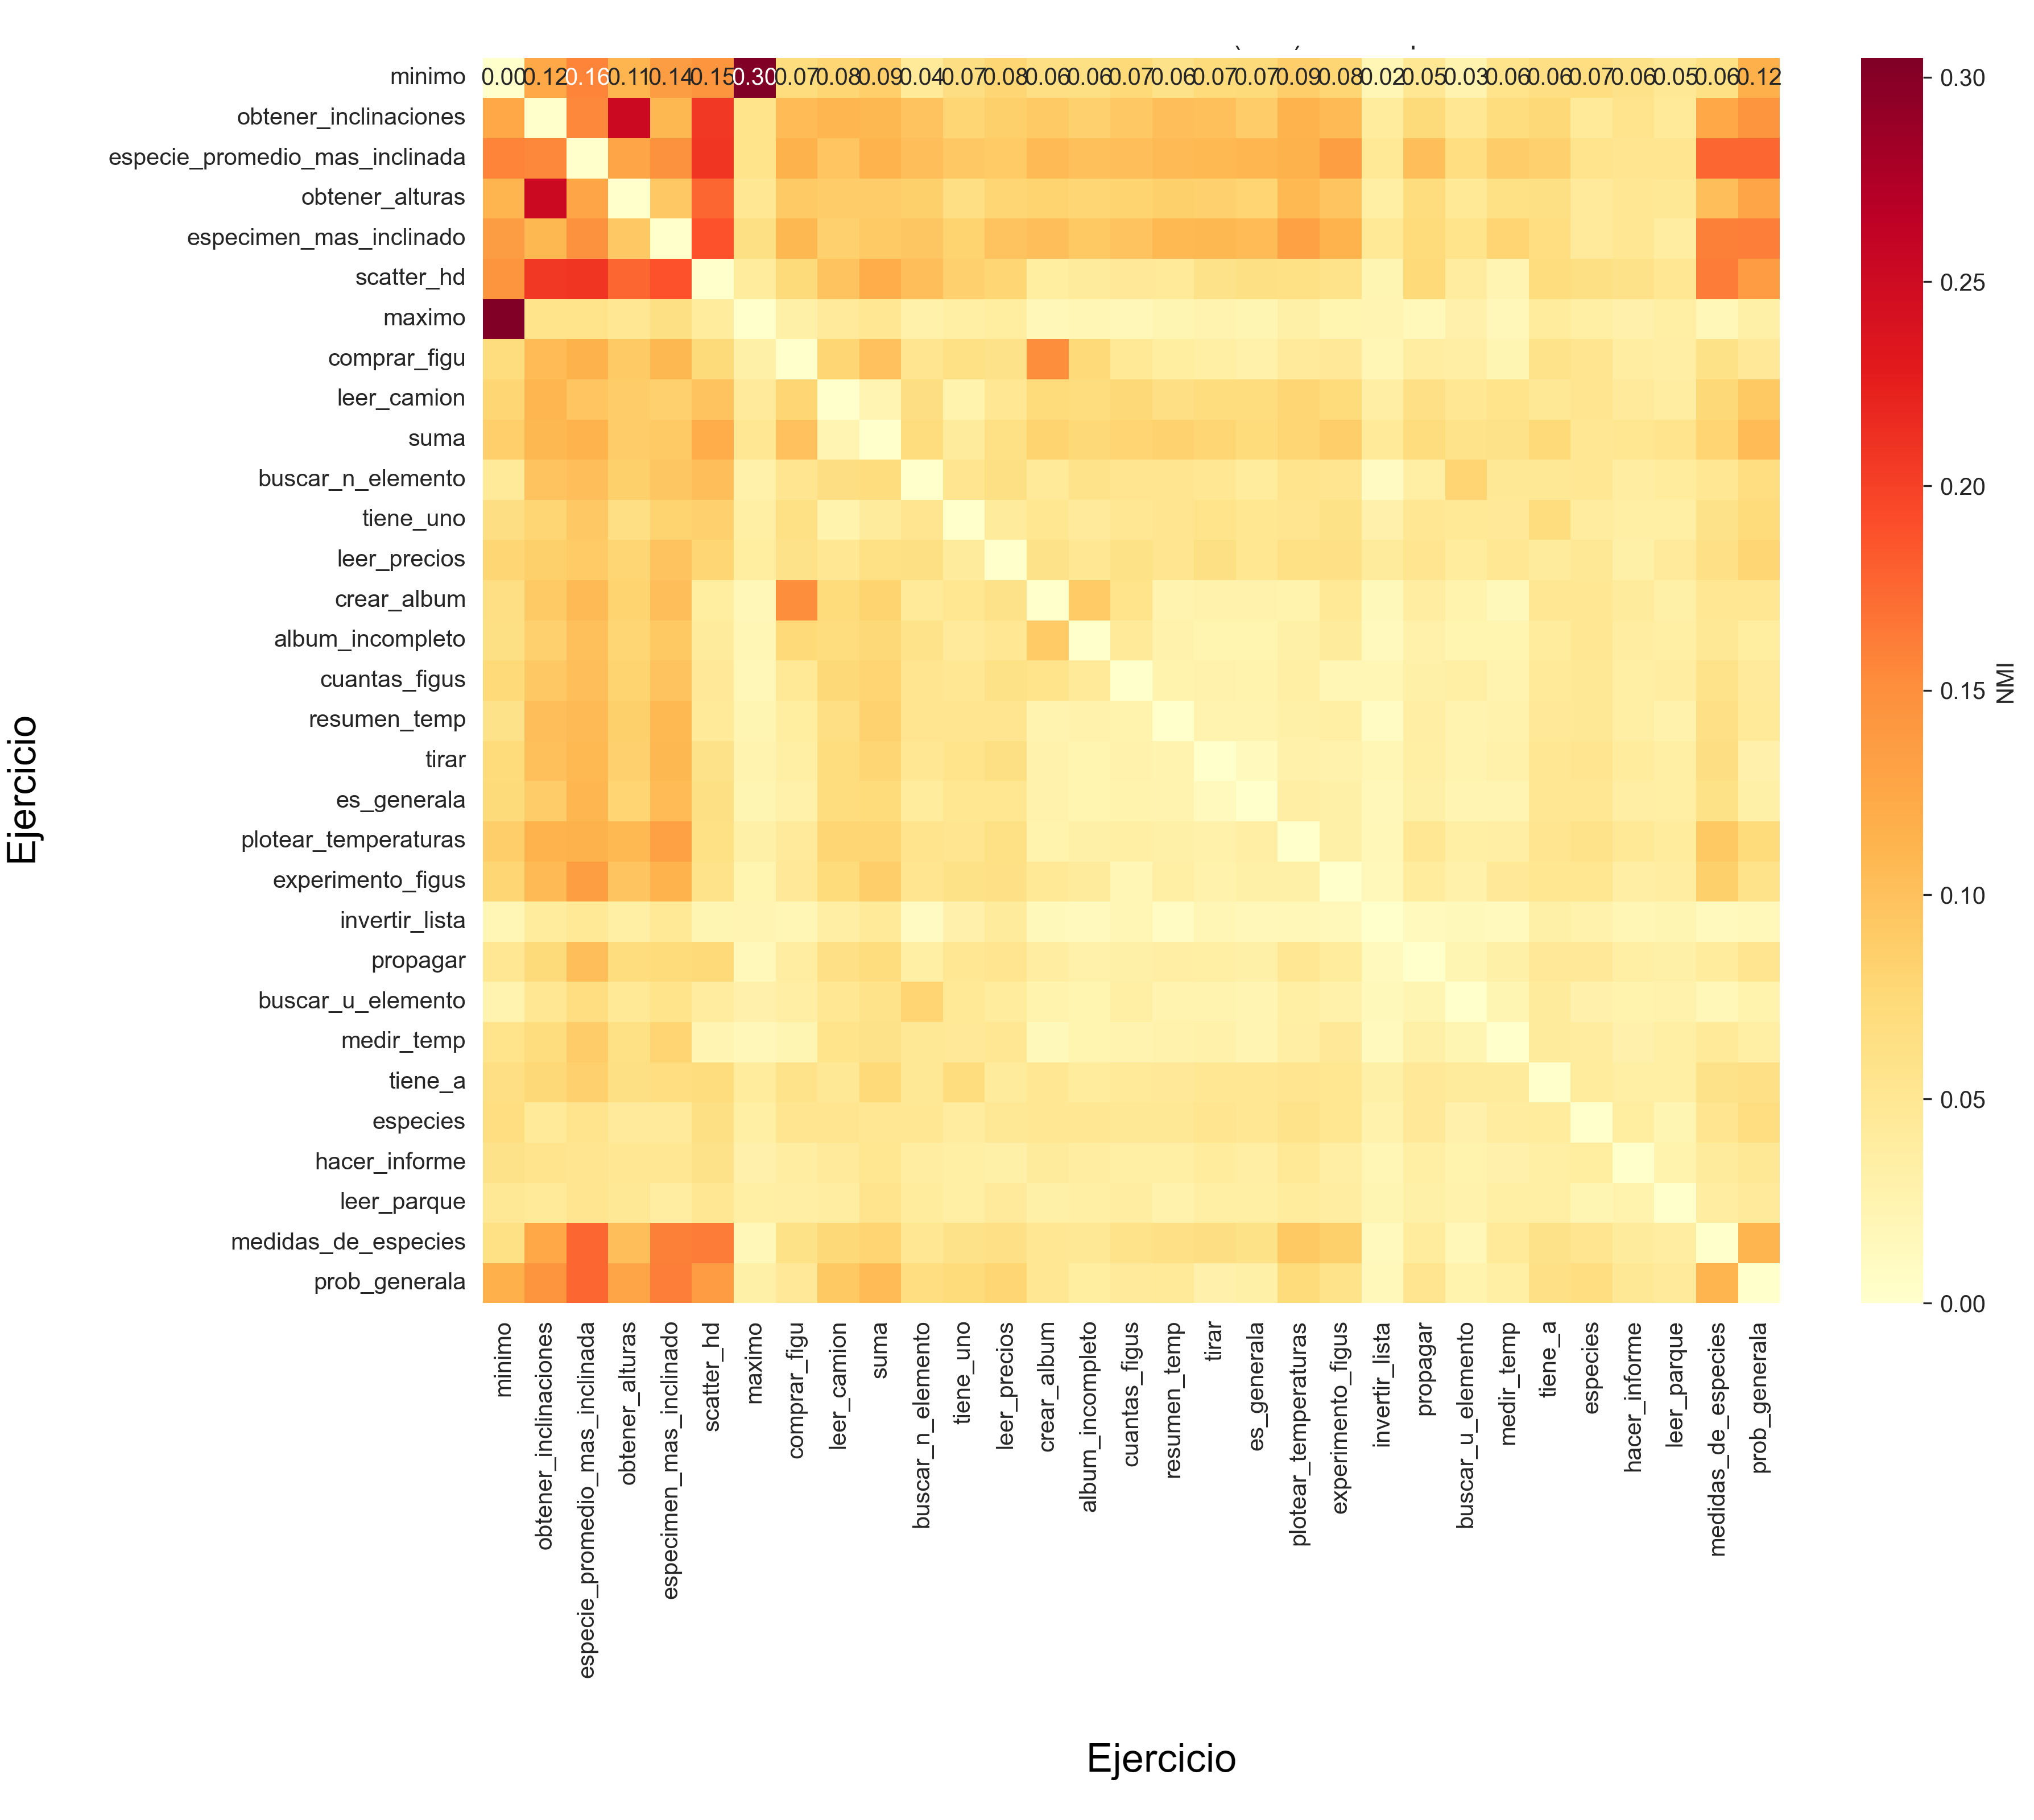 minimo 0.00 0.12 0.16 0.11 0.14 0.15 0.30 0.07 0.08 0.09 0.04 0.07 0.08 0.06 0.06 0.07 0.06 0.07 0.07 0.09 0.08 0.02 0.05 0.03 0.06 0.06 0.07 0.06 0.05 0.06 0.12
obtener_inclinaciones
especie_promedio_mas_inclinada
obtener_alturas
especimen_mas_inclinado
scatter_hd
maximo
comprar_figu
leer_camion
suma
buscar_n_elemento
tiene_uno
leer_precios
crear_album
album_incompleto
cuantas_figus
resumen_temp
tirar
es_generala
plotear_temperaturas
experimento_figus
invertir_lista
propagar
buscar_u_elemento
medir_temp
tiene_a
especies
hacer_informe
leer_parque
medidas_de_especies
prob_generala
Ejercicio
minimo
obtener_inclinaciones
especie_promedio_mas_inclinada
obtener_alturas
especimen_mas_inclinado
scatter_hd
maximo
comprar_figu
leer_camion
suma
buscar_n_elemento
tiene_uno
leer_precios
crear_album
album_incompleto
cuantas_figus
resumen_temp
tirar
es_generala
plotear_temperaturas
experimento_figus
invertir_lista
propagar
buscar_u_elemento
medir_temp
tiene_a
especies
hacer_informe
leer_parque
medidas_de_especies
prob_generala
Ejercicio
0.30
0.25
0.20
0.15
0.10
0.05
0.00
NMI